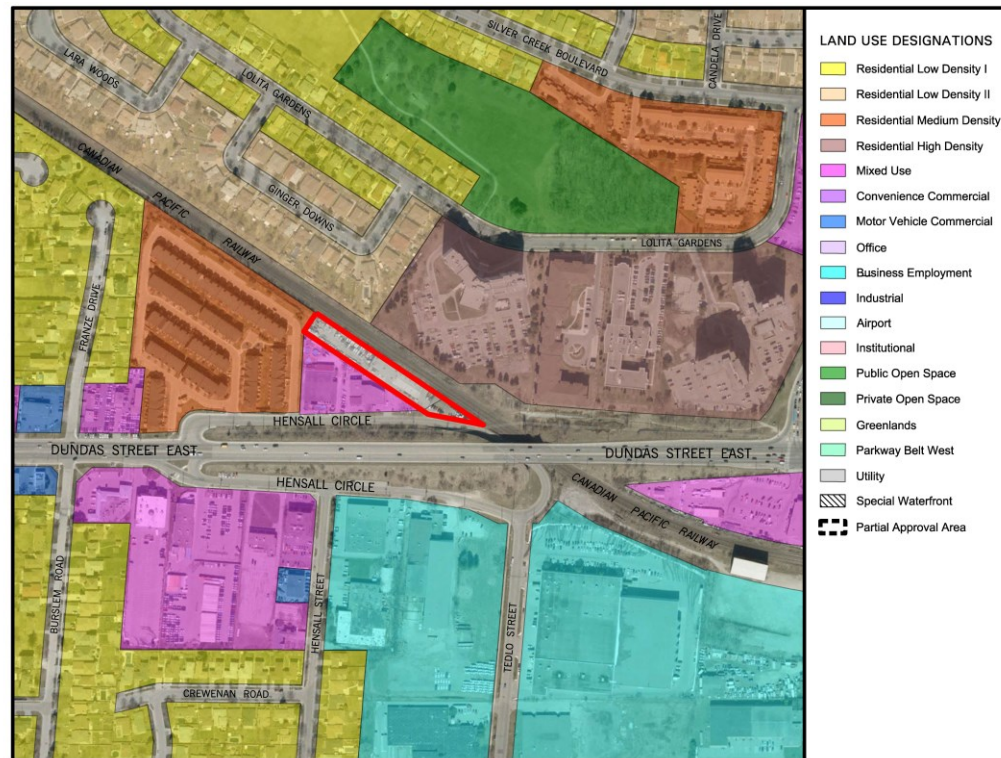 SILVER CREEK BOULEVARD
CANDELA DRIVE
LARA WOODS
LOLITA GARDENS
CANADIAN PACIFIC RAILWAY
GINGER DOWNS
LOLITA GARDENS
FRANZE DRIVE
HENSALL CIRCLE
DUNDAS STREET EAST
DUNDAS STREET EAST
HENSALL CIRCLE
CANADIAN PACIFIC RAILWAY
BURSLEM ROAD
HENSALL STREET
TEDLO STREET
CREWENAN ROAD
LAND USE DESIGNATIONS
Residential Low Density I
Residential Low Density II
Residential Medium Density
Residential High Density
Mixed Use
Convenience Commercial
Motor Vehicle Commercial
Office
Business Employment
Industrial
Airport
Institutional
Public Open Space
Private Open Space
Greenlands
Parkway Belt West
Utility
Special Waterfront
Partial Approval Area